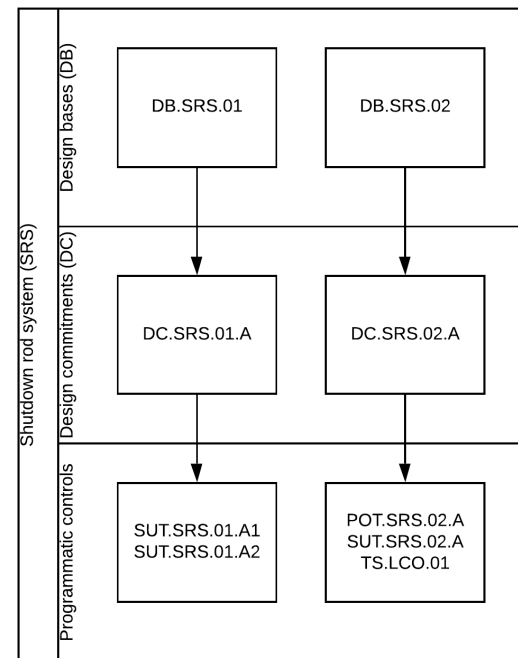 Shutdown rod system (SRS)
Design bases (DB)
DB.SRS.01
DB.SRS.02
Design commitments (DC)
DC.SRS.01.A
DC.SRS.02.A
Programmatic controls
SUT.SRS.01.A1
SUT.SRS.01.A2
POT.SRS.02.A
SUT.SRS.02.A
TS.LCO.01